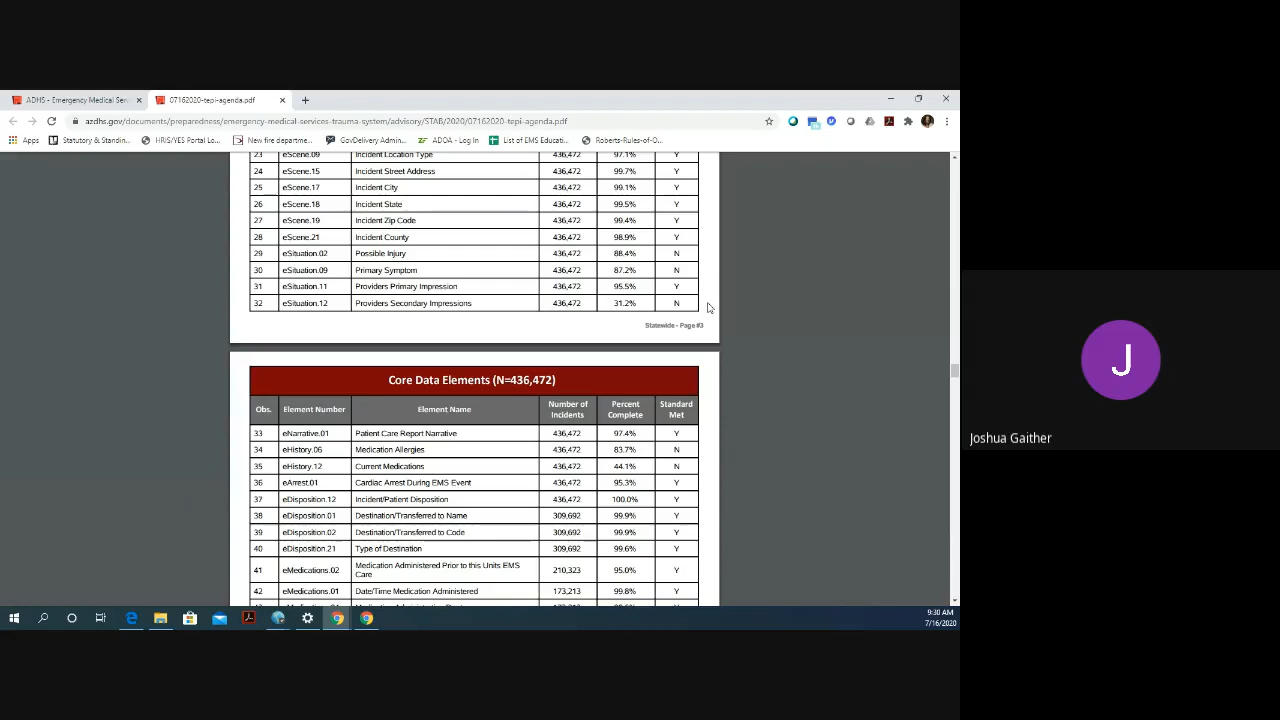 ADHS - Emergency Medical Serv
07162020-tepi-agenda.pdf
azdhs.gov/documents/preparedness/emergency-medical-services-trauma-system/advisory/STAB/2020/07162020-tepi-agenda.pdf
Apps Statutory & Standin... HRIS/YES Portal Lo... New fire departme... GovDelivery Admin... ADOA - Log In List of EMS Educati... Roberts-Rules-of-O...
23 eScene.09 Incident Location Type 436,472 97.1% Y
24 eScene.15 Incident Street Address 436,472 99.7% Y
25 eScene.17 Incident City 436,472 99.1% Y
26 eScene.18 Incident State 436,472 99.5% Y
27 eScene.19 Incident Zip Code 436,472 99.4% Y
28 eScene.21 Incident County 436,472 98.9% Y
29 eSituation.02 Possible Injury 436,472 88.4% N
30 eSituation.09 Primary Symptom 436,472 87.2% N
31 eSituation.11 Providers Primary Impression 436,472 95.5% Y
32 eSituation.12 Providers Secondary Impressions 436,472 31.2% N
Statewide - Page #3
Core Data Elements (N=436,472)
Obs. Element Number Element Name Number of Incidents Percent Complete Standard Met
33 eNarrative.01 Patient Care Report Narrative 436,472 97.4% Y
34 eHistory.06 Medication Allergies 436,472 83.7% N
35 eHistory.12 Current Medications 436,472 44.1% N
36 eArrest.01 Cardiac Arrest During EMS Event 436,472 95.3% Y
37 eDisposition.12 Incident/Patient Disposition 436,472 100.0% Y
38 eDisposition.01 Destination/Transferred to Name 309,692 99.9% Y
39 eDisposition.02 Destination/Transferred to Code 309,692 99.9% Y
40 eDisposition.21 Type of Destination 309,692 99.6% Y
41 eMedications.02 Medication Administered Prior to this Units EMS Care 210,323 95.0% Y
42 eMedications.01 Date/Time Medication Administered 173,213 99.8% Y
J
Joshua Gaither
9:30 AM
7/16/2020